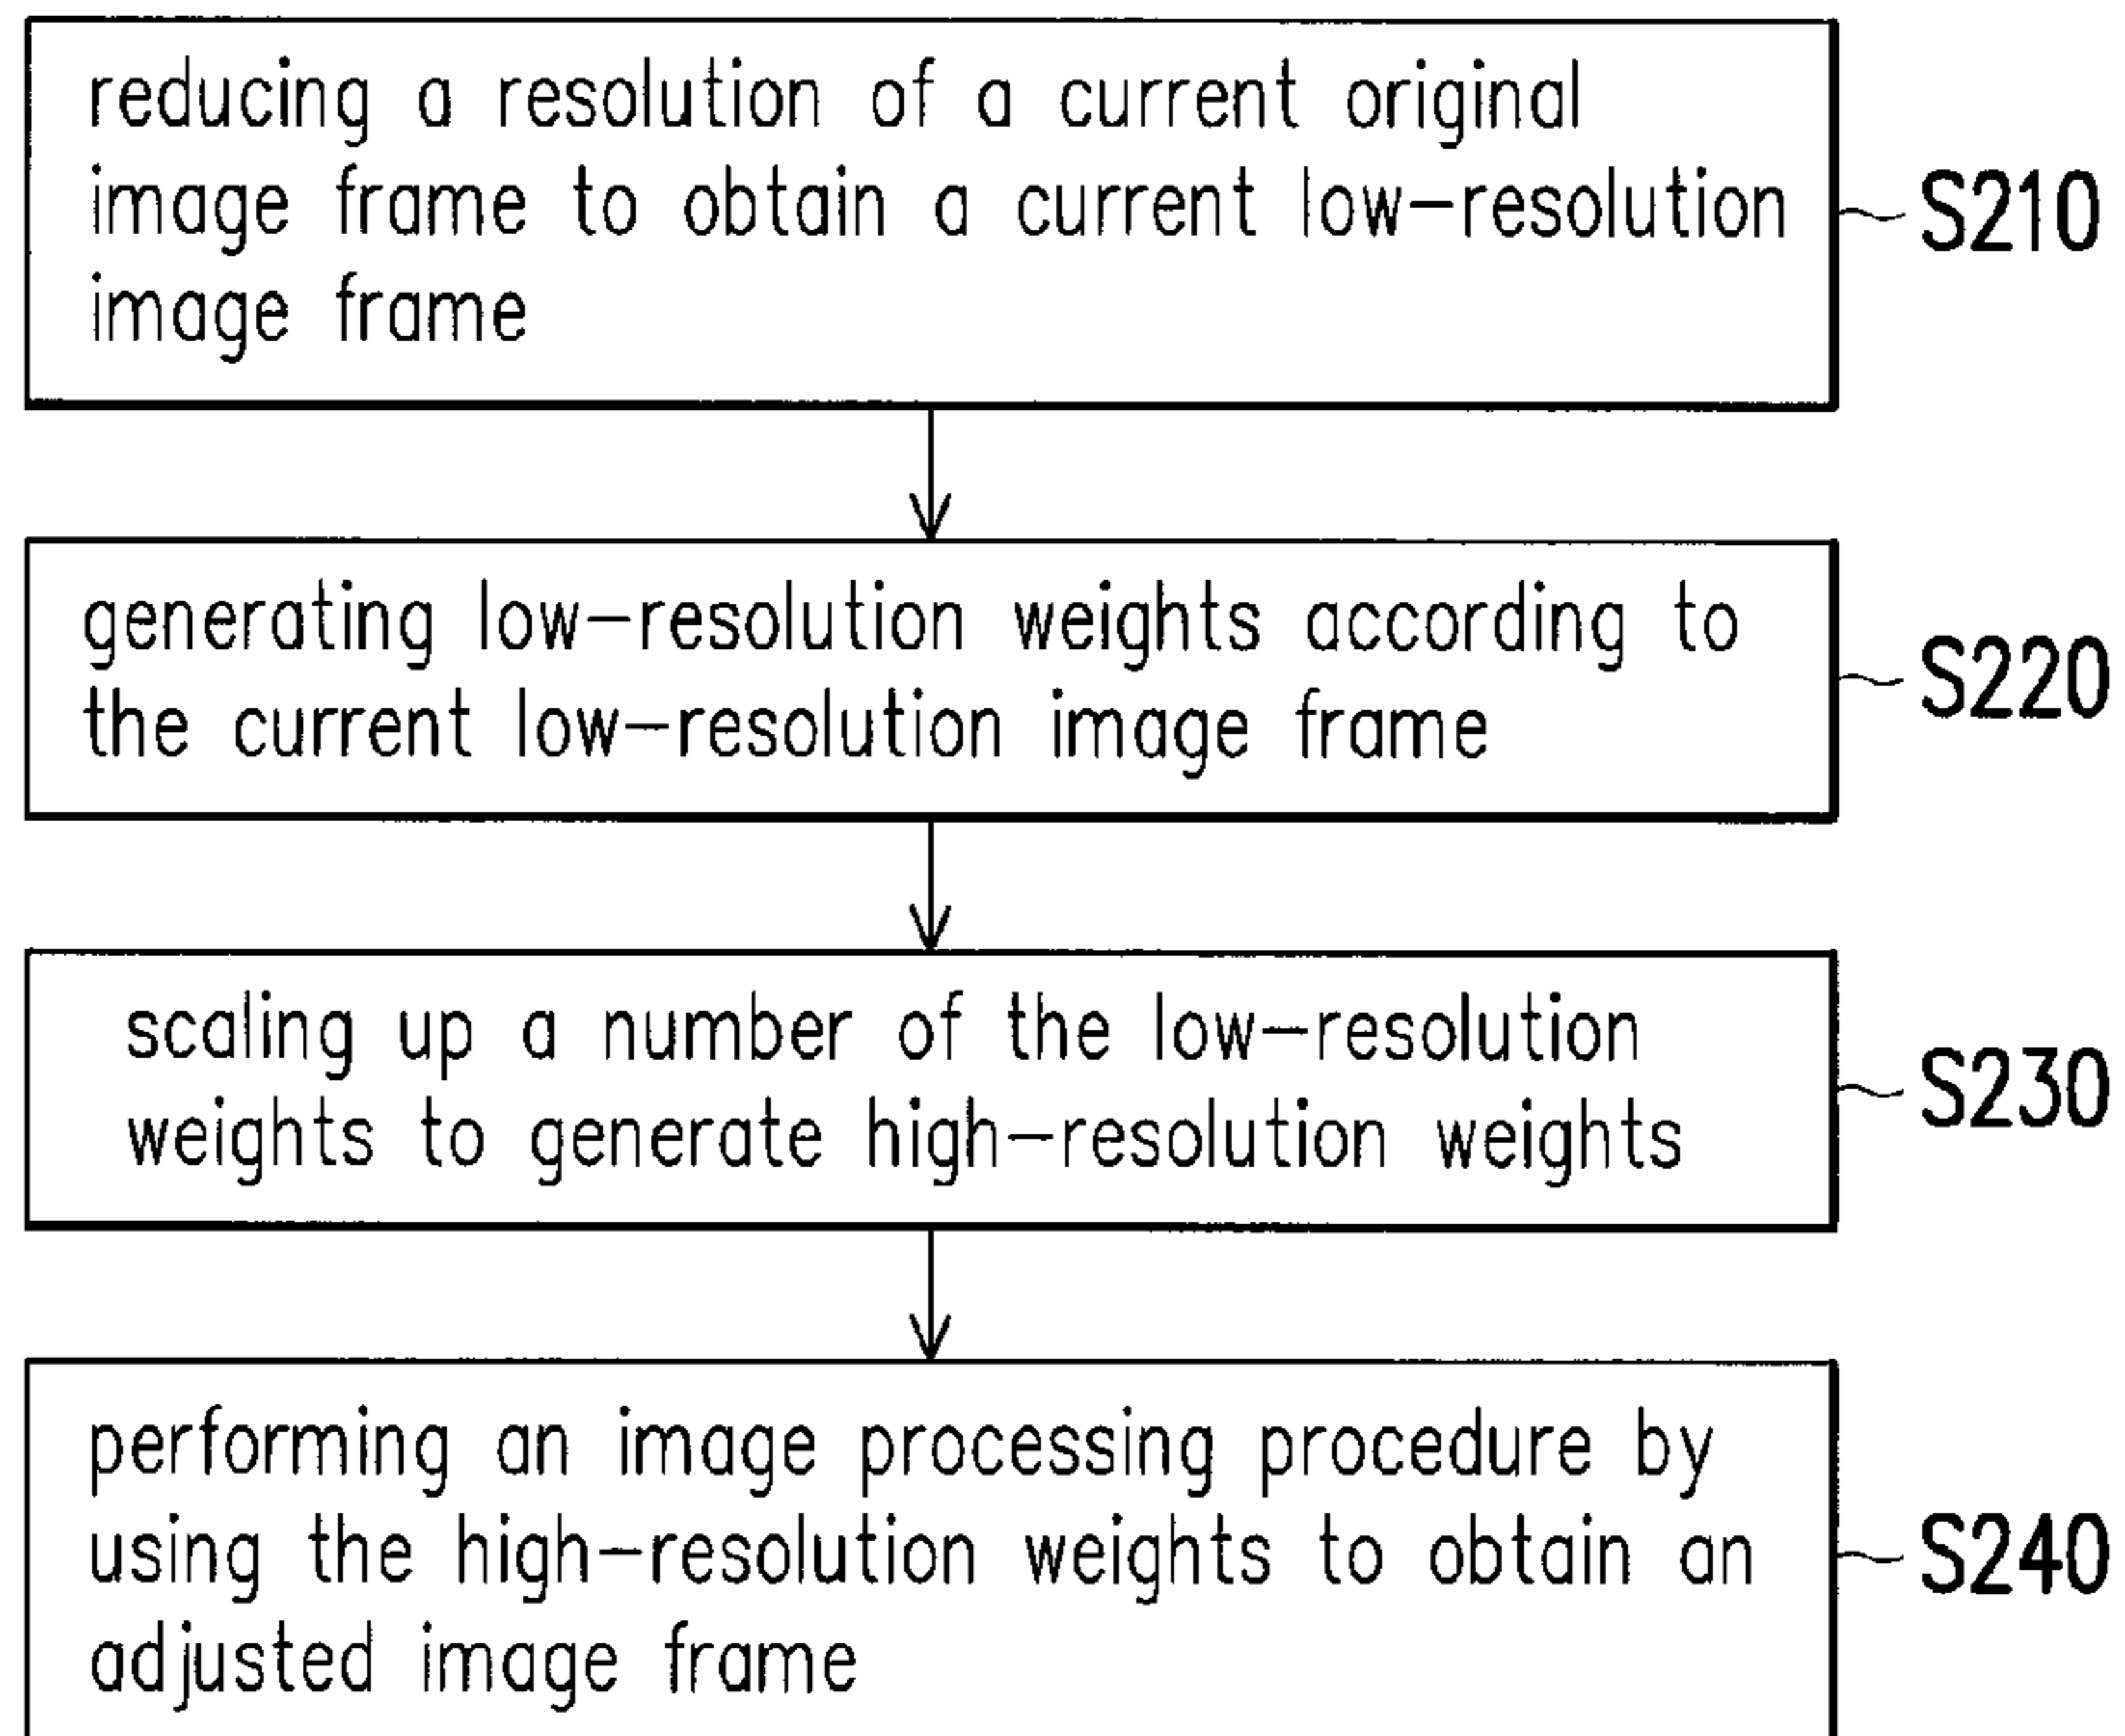 reducing a resolution of a current original
image frame to obtain a current low-resolution
image frame
S210
generating low-resolution weights according to
the current low-resolution image frame
S220
scaling up a number of the low-resolution
weights to generate high-resolution weights
S230
performing an image processing procedure by
using the high-resolution weights to obtain an
adjusted image frame
S240